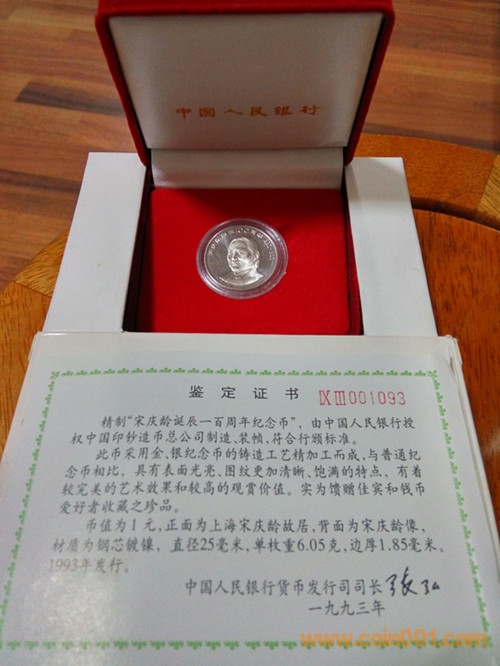 中国人民银行
鉴定证书 IXIII001093
精制“宋庆龄诞辰一百周年纪念币”，由中国人民银行授
权中国印钞造币总公司制造、装帧，符合行颁标准。
此币采用金、银纪念币的铸造工艺精加工而成，与普通纪
念币相比，具有表面光亮、图纹更加清晰、饱满的特点，有着
较完美的艺术效果和较高的观赏价值。实为馈赠佳宾和钱币
爱好者收藏之珍品。
币值为1元，正面为上海宋庆龄故居，背面为宋庆龄像，
材质为钢芯镀镍，直径25毫米，单枚重6.05克，边厚1.85毫米。
1993年发行。
中国人民银行货币发行司司长
一九九三年
www.coin001.com